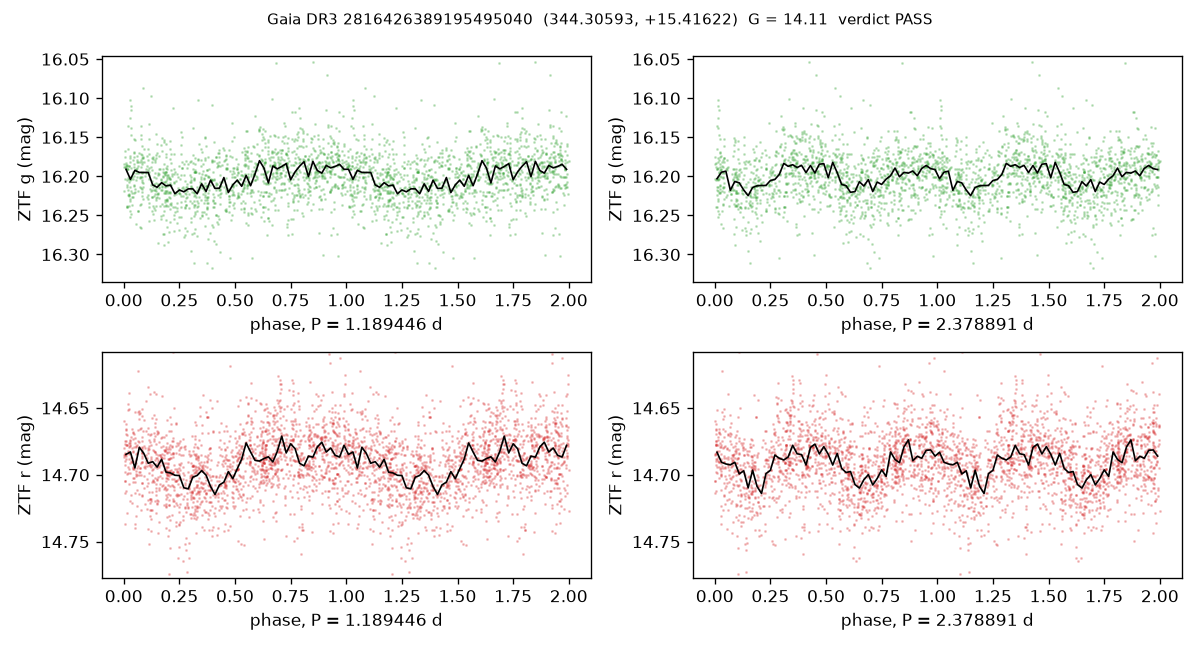 Gaia DR3 2816426389195495040 (344.30593, +15.41622) G = 14.11 verdict PASS
ZTF g (mag)
16.05
16.10
16.15
16.20
16.25
16.30
0.00 0.25 0.50 0.75 1.00 1.25 1.50 1.75 2.00
phase, P = 1.189446 d
ZTF g (mag)
16.05
16.10
16.15
16.20
16.25
16.30
0.00 0.25 0.50 0.75 1.00 1.25 1.50 1.75 2.00
phase, P = 2.378891 d
ZTF r (mag)
14.65
14.70
14.75
0.00 0.25 0.50 0.75 1.00 1.25 1.50 1.75 2.00
phase, P = 1.189446 d
ZTF r (mag)
14.65
14.70
14.75
0.00 0.25 0.50 0.75 1.00 1.25 1.50 1.75 2.00
phase, P = 2.378891 d